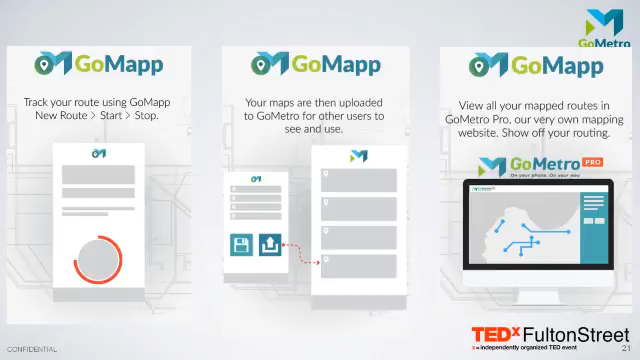 GoMetro
GoMapp
Track your route using GoMapp
New Route > Start > Stop.
GoMapp
Your maps are then uploaded
to GoMetro for other users to
see and use.
GoMapp
View all your mapped routes in
GoMetro Pro, our very own mapping
website. Show off your routing.
GoMetro PRO
On your phone. On your way
TEDxFultonStreet
x = independently organized TED event
CONFIDENTIAL
21